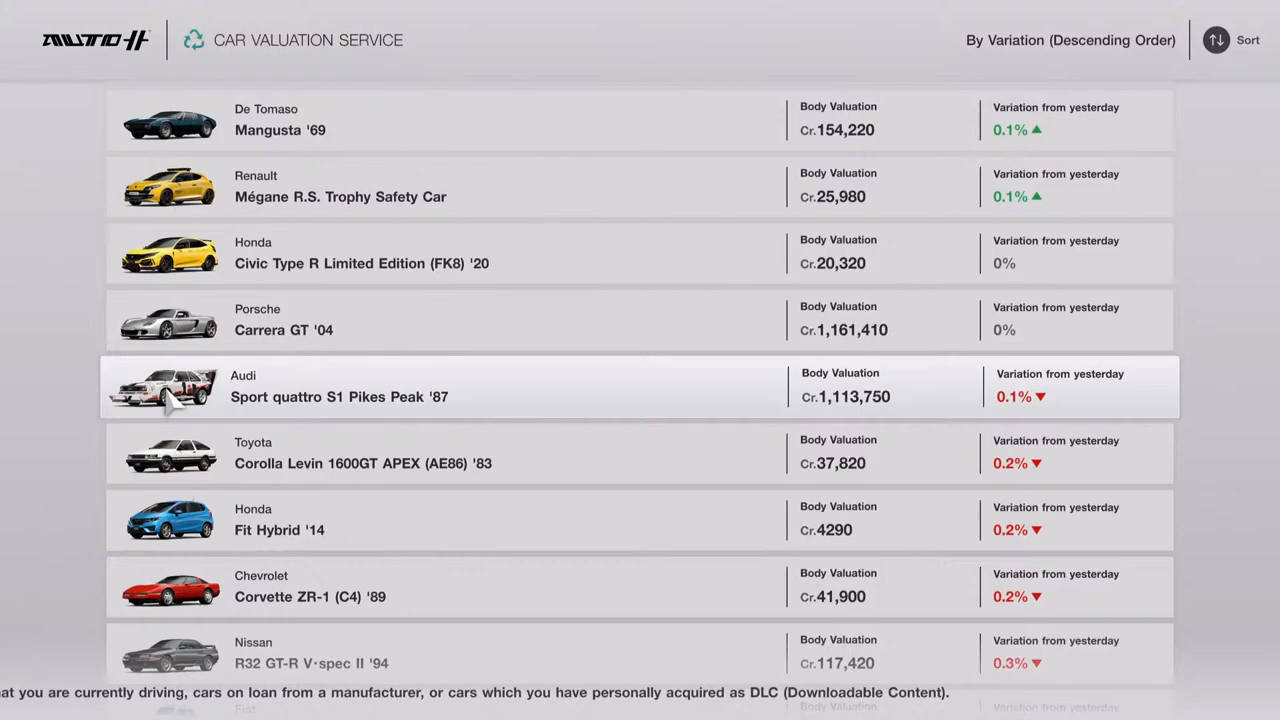 AUTO
CAR VALUATION SERVICE
By Variation (Descending Order)
Sort
De Tomaso
Mangusta '69
Body Valuation
Cr.154,220
Variation from yesterday
0.1%
Renault
Mégane R.S. Trophy Safety Car
Body Valuation
Cr.25,980
Variation from yesterday
0.1%
Honda
Civic Type R Limited Edition (FK8) '20
Body Valuation
Cr.20,320
Variation from yesterday
0%
Porsche
Carrera GT '04
Body Valuation
Cr.1,161,410
Variation from yesterday
0%
Audi
Sport quattro S1 Pikes Peak '87
Body Valuation
Cr.1,113,750
Variation from yesterday
0.1%
Toyota
Corolla Levin 1600GT APEX (AE86) '83
Body Valuation
Cr.37,820
Variation from yesterday
0.2%
Honda
Fit Hybrid '14
Body Valuation
Cr.4290
Variation from yesterday
0.2%
Chevrolet
Corvette ZR-1 (C4) '89
Body Valuation
Cr.41,900
Variation from yesterday
0.2%
Nissan
R32 GT-R V·spec II '94
Body Valuation
Cr.117,420
Variation from yesterday
0.3%
you are currently driving, cars on loan from a manufacturer, or cars which you have personally acquired as DLC (Downloadable Content).
Fiat
Body Valuation
Variation from yesterday